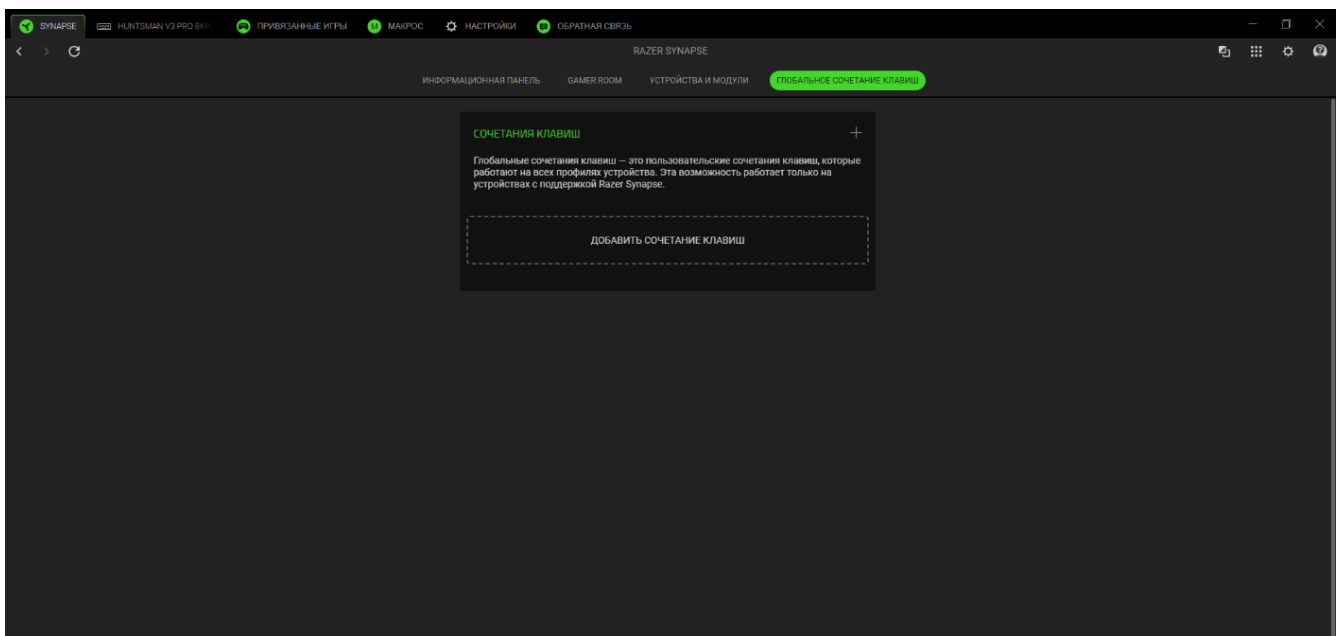 SYNAPSE HUNTSMAN V3 PRO 8KHz ПРИВЯЗАННЫЕ ИГРЫ M МАКРОС НАСТРОЙКИ ОБРАТНАЯ СВЯЗЬ
RAZER SYNAPSE
ИНФОРМАЦИОННАЯ ПАНЕЛЬ GAMER ROOM УСТРОЙСТВА И МОДУЛИ ГЛОБАЛЬНОЕ СОЧЕТАНИЕ КЛАВИШ
СОЧЕТАНИЯ КЛАВИШ
Глобальные сочетания клавиш — это пользовательские сочетания клавиш, которые
работают на всех профилях устройства. Эта возможность работает только на
устройствах с поддержкой Razer Synapse.
ДОБАВИТЬ СОЧЕТАНИЕ КЛАВИШ